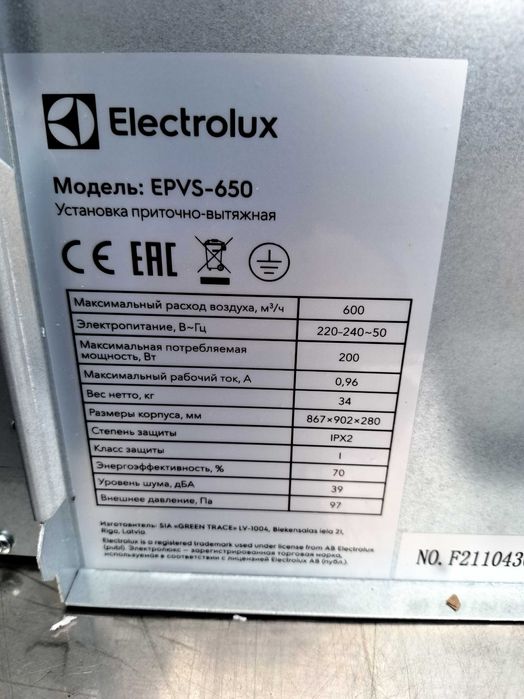 Electrolux
Модель: EPVS-650
Установка приточно-вытяжная
CE EAC
Максимальный расход воздуха, м³/ч 600
Электропитание, В~Гц 220-240~50
Максимальная потребляемая мощность, Вт 200
Максимальный рабочий ток, А 0,96
Вес нетто, кг 34
Размеры корпуса, мм 867×902×280
Степень защиты IPX2
Класс защиты I
Энергоэффективность, % 70
Уровень шума, дБА 39
Внешнее давление, Па 97
Изготовитель: SIA «GREEN TRACE» LV-1004, Biekensalas iela 21,
Riga, Latvia.
Electrolux is a registered trademark used under license from AB Electrolux
(publ). Электролюкс – зарегистрированная торговая марка,
используемая в соответствии с лицензией Electrolux AB (публ).
NO. F211043